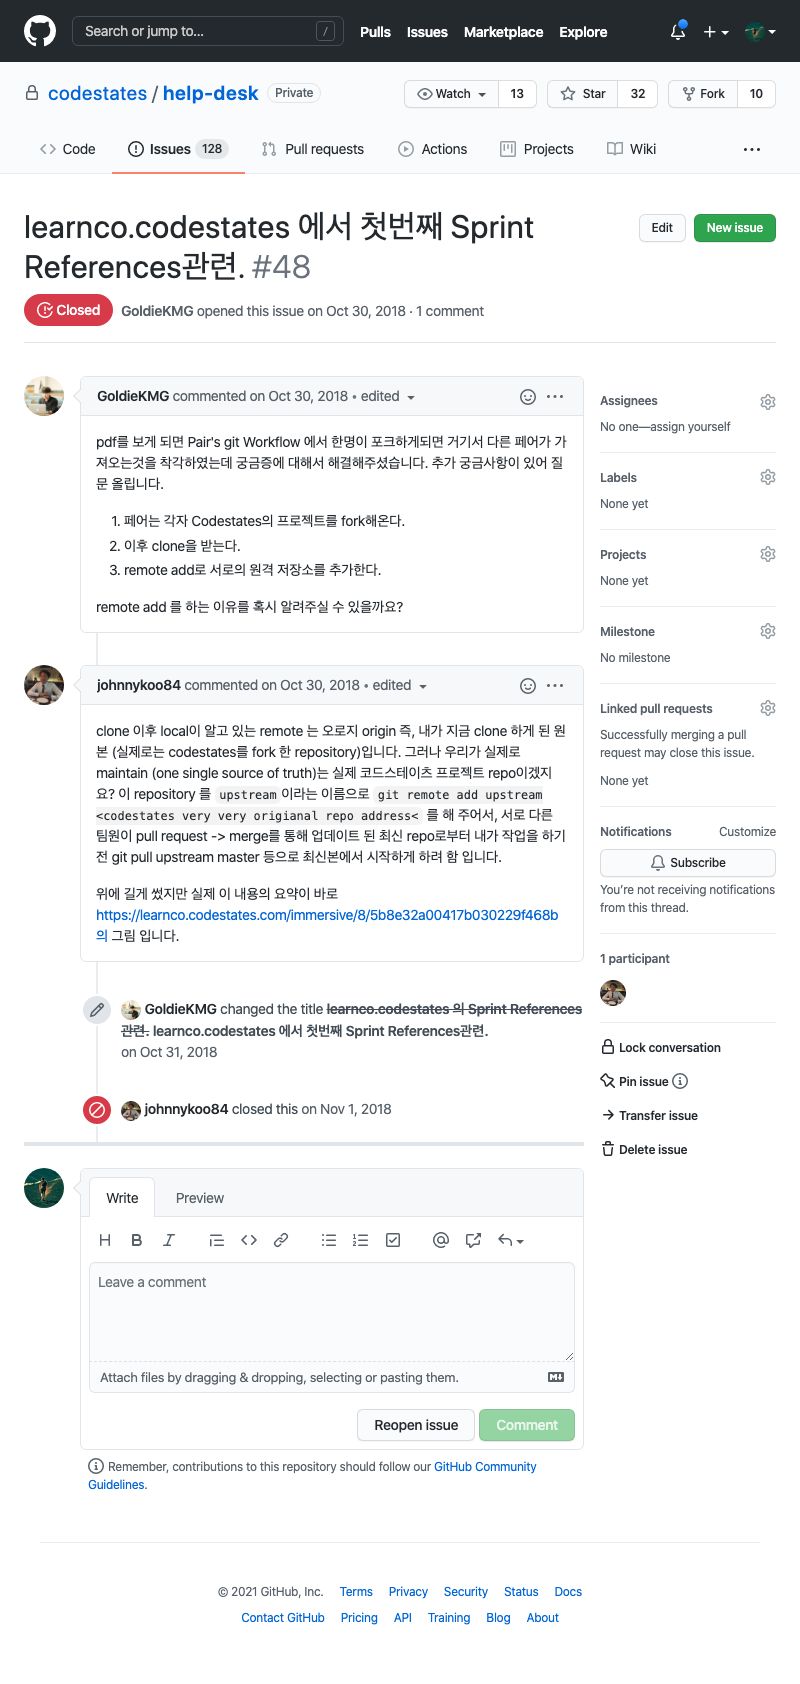 Search or jump to...
/
Pulls
Issues
Marketplace
Explore
codestates / help-desk
Private
Watch
13
Star
32
Fork
10
Code
Issues 128
Pull requests
Actions
Projects
Wiki
learnco.codestates 에서 첫번째 Sprint
References관련. #48
Edit
New issue
Closed
GoldieKMG opened this issue on Oct 30, 2018 · 1 comment
GoldieKMG commented on Oct 30, 2018 • edited
pdf를 보게 되면 Pair's git Workflow 에서 한명이 포크하게되면 거기서 다른 페어가 가
져오는것을 착각하였는데 궁금증에 대해서 해결해주셨습니다. 추가 궁금사항이 있어 질
문 올립니다.
1. 페어는 각자 Codestates의 프로젝트를 fork해온다.
2. 이후 clone을 받는다.
3. remote add로 서로의 원격 저장소를 추가한다.
remote add 를 하는 이유를 혹시 알려주실 수 있을까요?
johnnykoo84 commented on Oct 30, 2018 • edited
clone 이후 local이 알고 있는 remote 는 오로지 origin 즉, 내가 지금 clone 하게 된 원
본 (실제로는 codestates를 fork 한 repository)입니다. 그러나 우리가 실제로
maintain (one single source of truth)는 실제 코드스테이츠 프로젝트 repo이겠지
요? 이 repository 를 upstream 이라는 이름으로 git remote add upstream
<codestates very very origianal repo address< 를 해 주어서, 서로 다른
팀원이 pull request -> merge를 통해 업데이트 된 최신 repo로부터 내가 작업을 하기
전 git pull upstream master 등으로 최신본에서 시작하게 하려 함 입니다.
위에 길게 썼지만 실제 이 내용의 요약이 바로
https://learnco.codestates.com/immersive/8/5b8e32a00417b030229f468b
의 그림 입니다.
GoldieKMG changed the title learnco.codestates 의 Sprint References
관련. learnco.codestates 에서 첫번째 Sprint References관련.
on Oct 31, 2018
johnnykoo84 closed this on Nov 1, 2018
Write
Preview
Leave a comment
Attach files by dragging & dropping, selecting or pasting them.
Reopen issue
Comment
Remember, contributions to this repository should follow our GitHub Community
Guidelines.
Assignees
No one—assign yourself
Labels
None yet
Projects
None yet
Milestone
No milestone
Linked pull requests
Successfully merging a pull
request may close this issue.
None yet
Notifications
Customize
Subscribe
You're not receiving notifications
from this thread.
1 participant
Lock conversation
Pin issue
Transfer issue
Delete issue
© 2021 GitHub, Inc.
Terms
Privacy
Security
Status
Docs
Contact GitHub
Pricing
API
Training
Blog
About